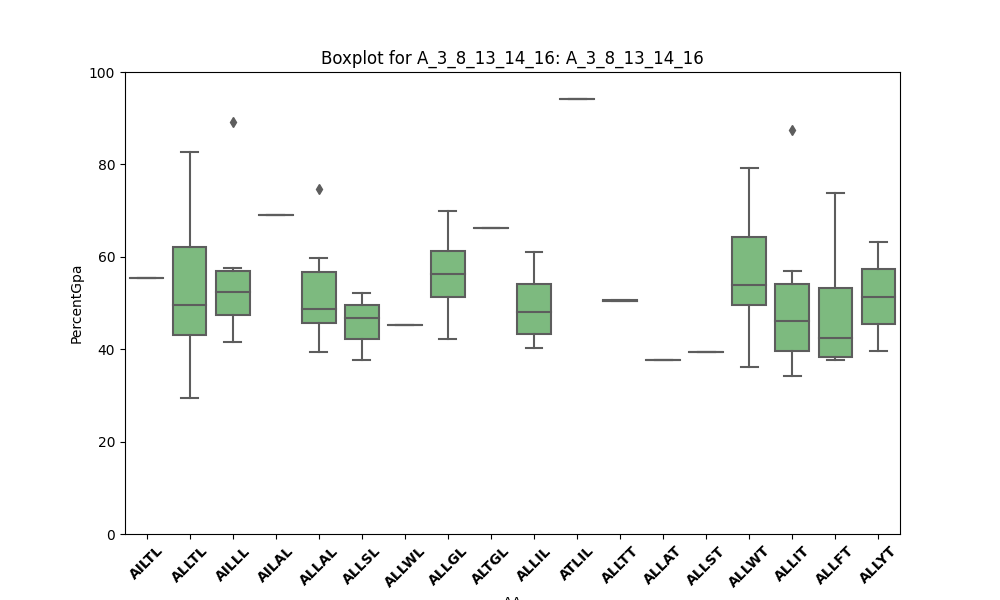 Boxplot for A_3_8_13_14_16: A_3_8_13_14_16
100
80
60
40
20
0
PercentGpa
AILTL ALLTL AILLL AILAL ALLAL ALLSL ALLWL ALLGL ALTGL ALLIL ATLIL ALLTT ALLAT ALLST ALLWT ALLIT ALLFT ALLYT